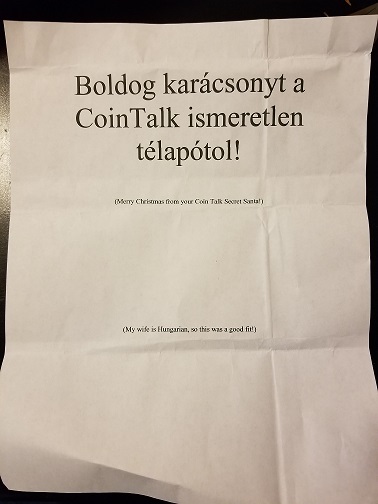 Boldog karácsonyt a
CoinTalk ismeretlen
télapótol!
(Merry Christmas from your Coin Talk Secret Santa!)
(My wife is Hungarian, so this was a good fit!)